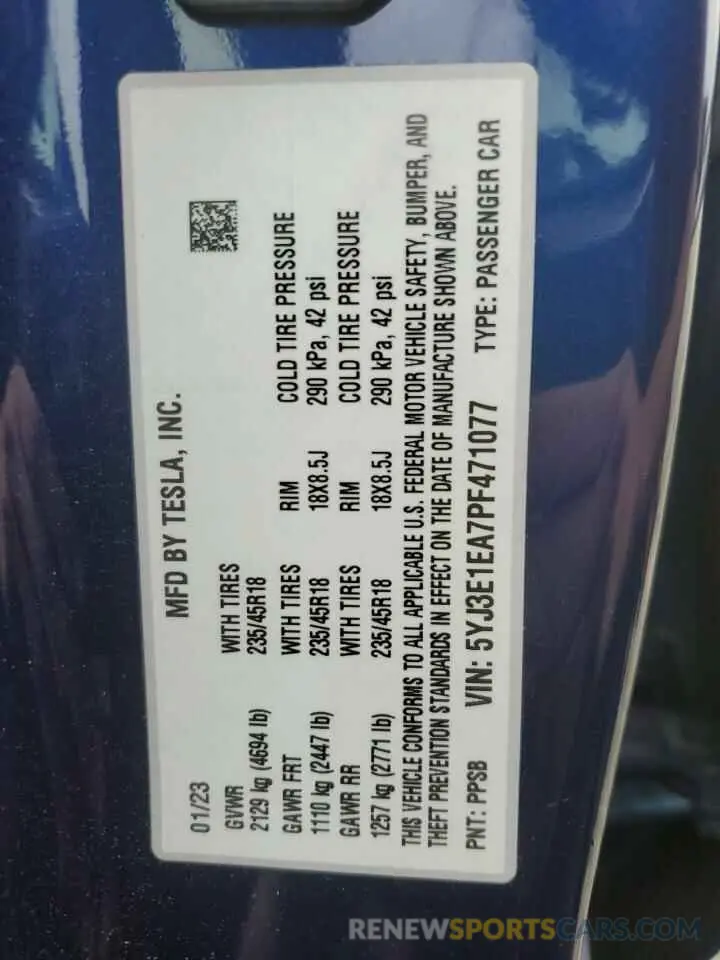 MFD BY TESLA, INC.
01/23
GVWR WITH TIRES
2129 kg (4694 lb) 235/45R18
GAWR FRT WITH TIRES RIM COLD TIRE PRESSURE
1110 kg (2447 lb) 235/45R18 18X8.5J 290 kPa, 42 psi
GAWR RR WITH TIRES RIM COLD TIRE PRESSURE
1257 kg (2771 lb) 235/45R18 18X8.5J 290 kPa, 42 psi
THIS VEHICLE CONFORMS TO ALL APPLICABLE U.S. FEDERAL MOTOR VEHICLE SAFETY, BUMPER, AND
THEFT PREVENTION STANDARDS IN EFFECT ON THE DATE OF MANUFACTURE SHOWN ABOVE.
PNT: PPSB VIN: 5YJ3E1EA7PF471077 TYPE: PASSENGER CAR
RENEWSPORTSCARS.COM